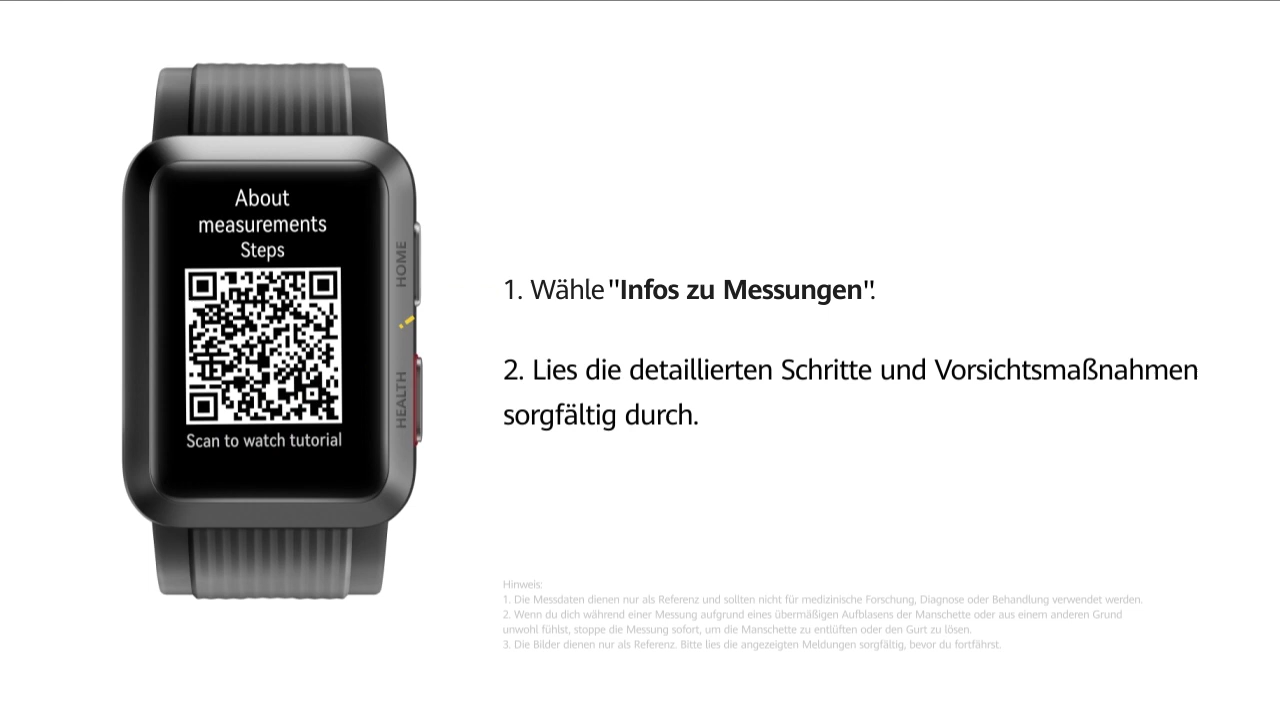 About
measurements
Steps
Scan to watch tutorial
HOME
HEALTH
1. Wähle "Infos zu Messungen".
2. Lies die detaillierten Schritte und Vorsichtsmaßnahmen
sorgfältig durch.
Hinweis:
1. Die Messdaten dienen nur als Referenz und sollten nicht für medizinische Forschung, Diagnose oder Behandlung verwendet werden.
2. Wenn du dich während einer Messung aufgrund eines übermäßigen Aufblasens der Manschette oder aus einem anderen Grund
unwohl fühlst, stoppe die Messung sofort, um die Manschette zu entlüften oder den Gurt zu lösen.
3. Die Bilder dienen nur als Referenz. Bitte lies die angezeigten Meldungen sorgfältig, bevor du fortfährst.